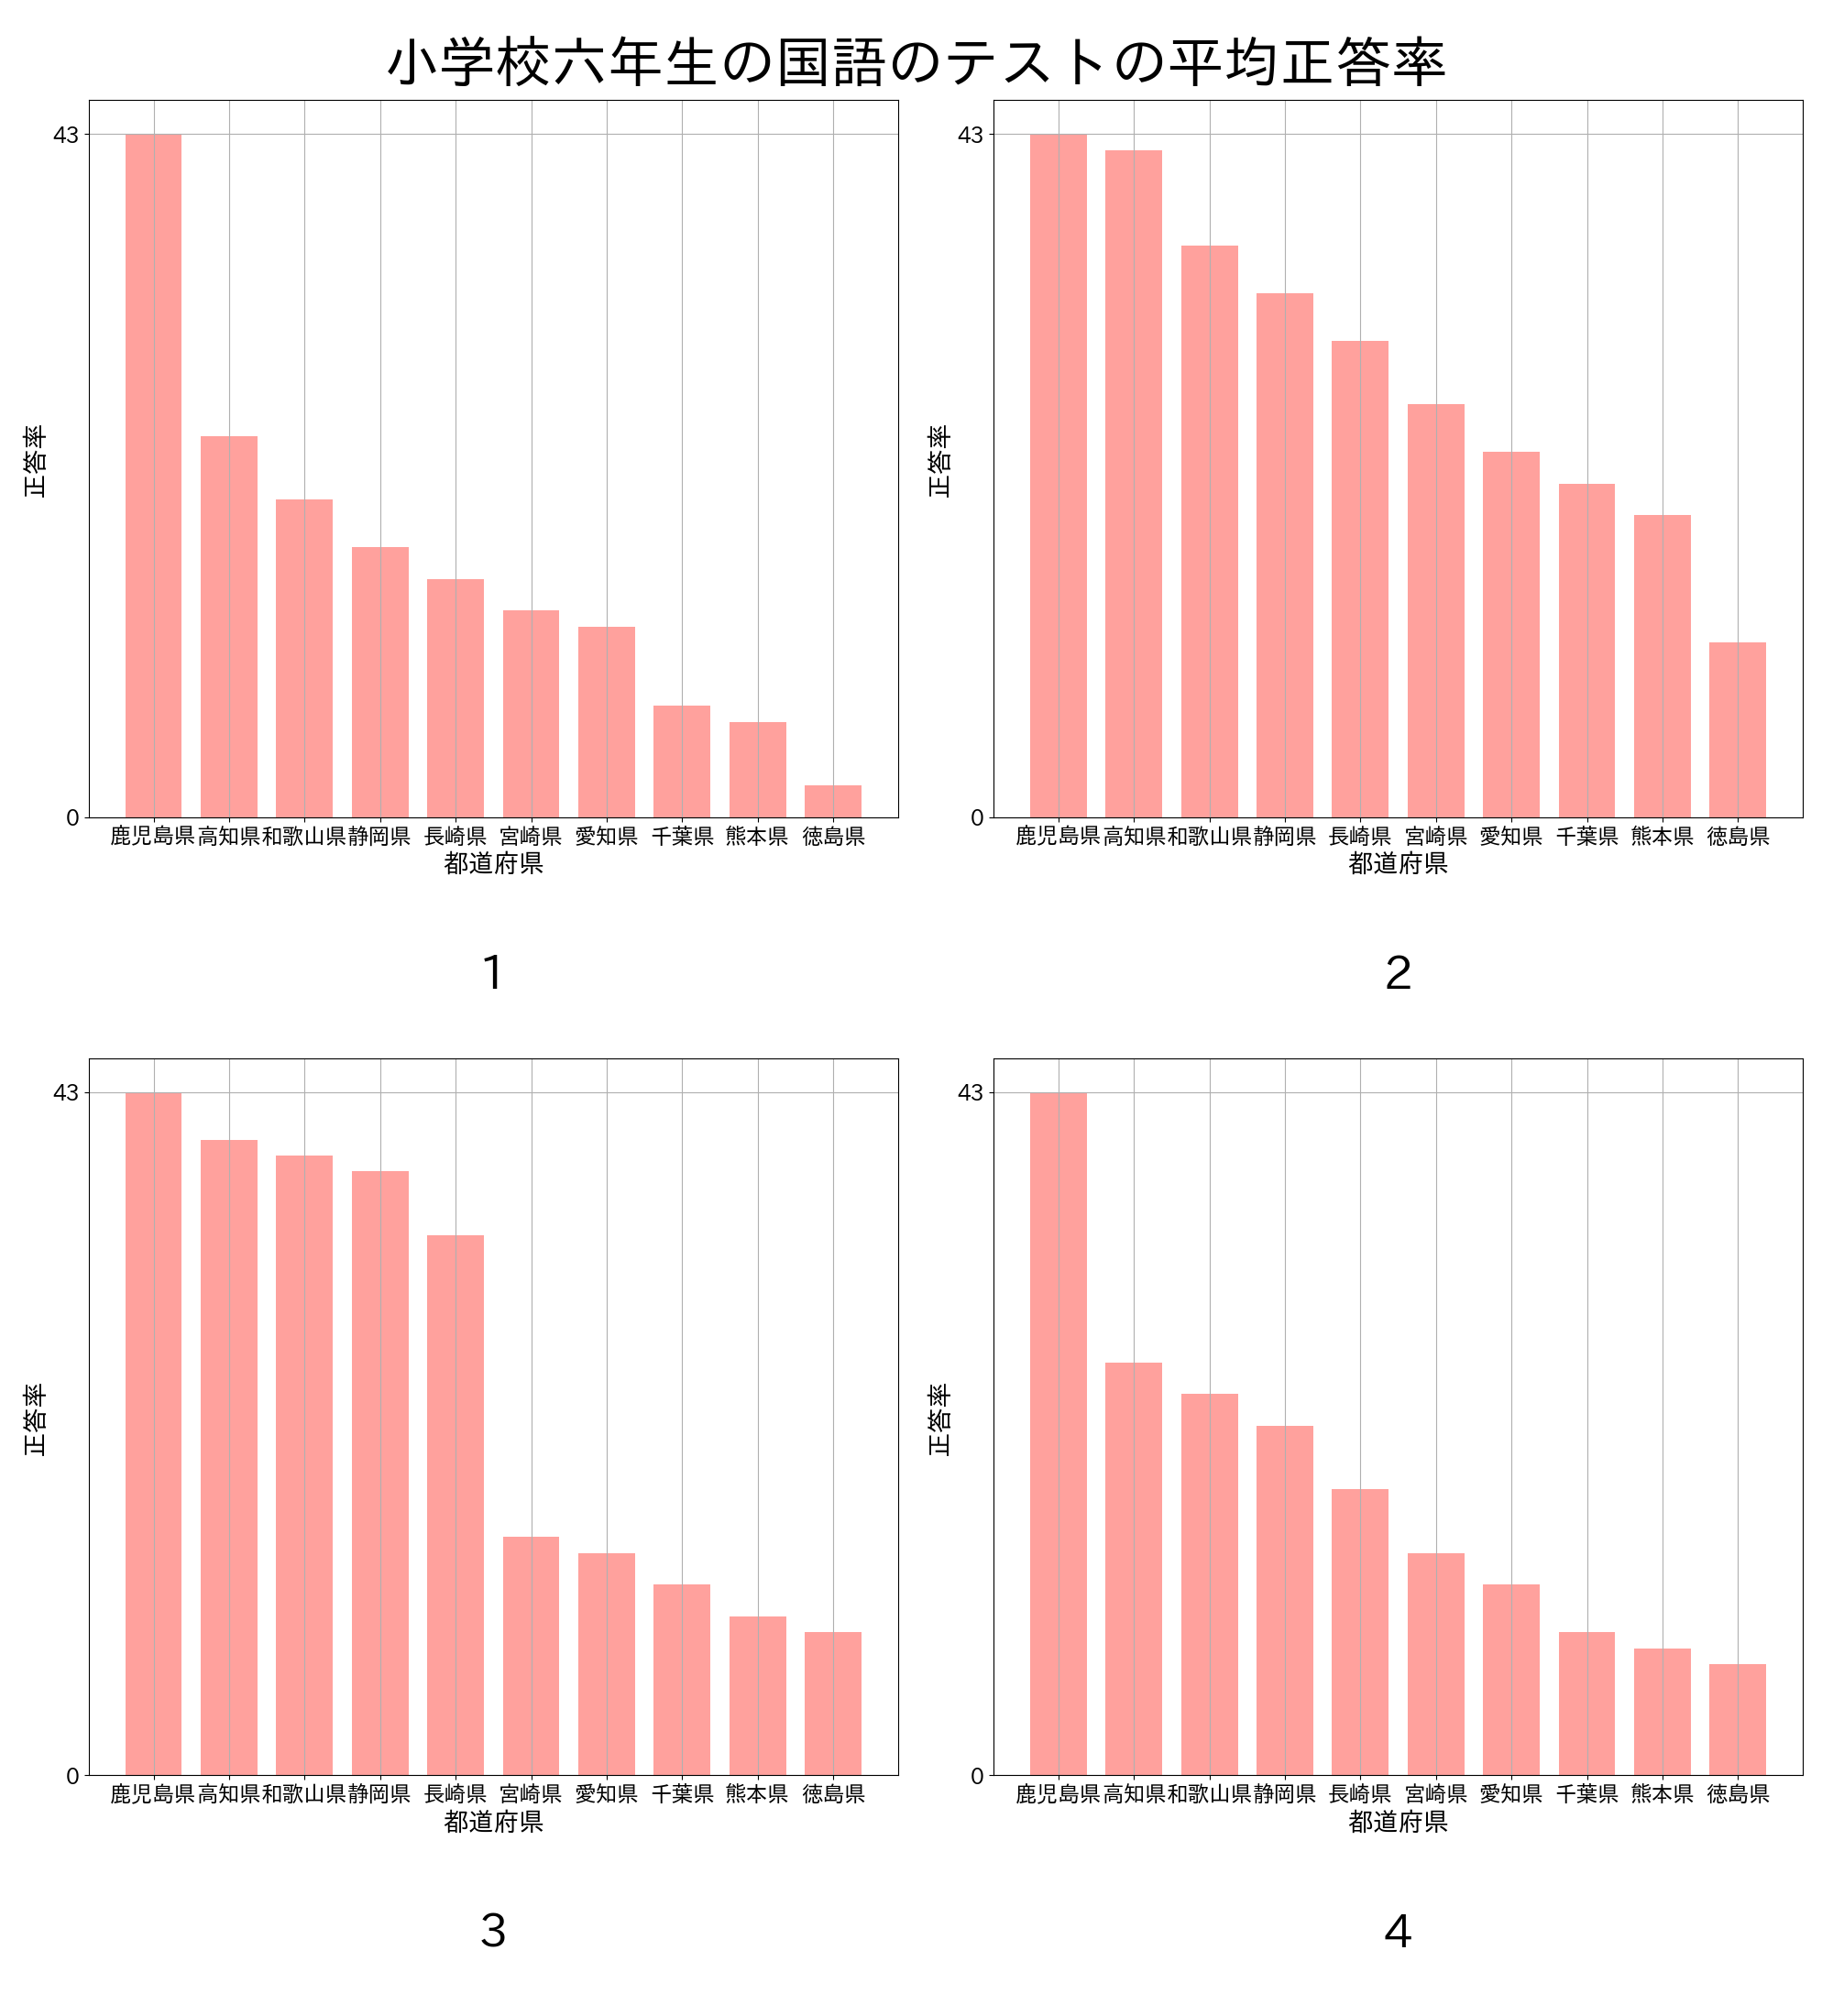 小学校六年生の国語のテストの平均正答率
43
0
正答率
鹿児島県 高知県 和歌山県 静岡県 長崎県 宮崎県 愛知県 千葉県 熊本県 徳島県
都道府県
1
43
0
正答率
鹿児島県 高知県 和歌山県 静岡県 長崎県 宮崎県 愛知県 千葉県 熊本県 徳島県
都道府県
2
43
0
正答率
鹿児島県 高知県 和歌山県 静岡県 長崎県 宮崎県 愛知県 千葉県 熊本県 徳島県
都道府県
3
43
0
正答率
鹿児島県 高知県 和歌山県 静岡県 長崎県 宮崎県 愛知県 千葉県 熊本県 徳島県
都道府県
4